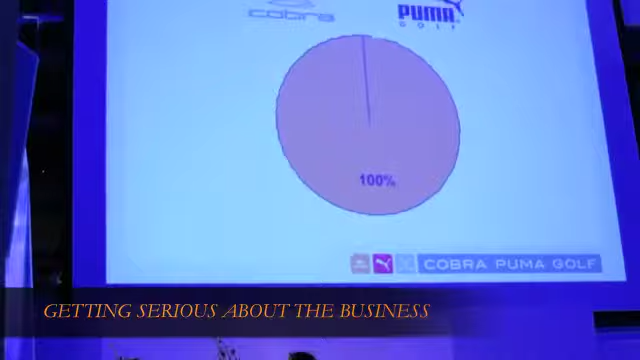 cobra
PUMA
GOLF
100%
COBRA PUMA GOLF
GETTING SERIOUS ABOUT THE BUSINESS